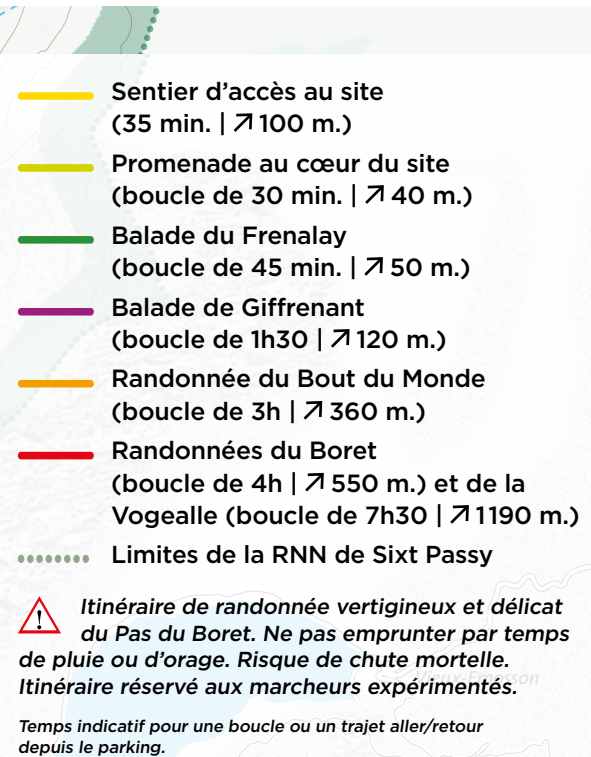 Sentier d'accès au site
(35 min. | ↗ 100 m.)
Promenade au cœur du site
(boucle de 30 min. | ↗ 40 m.)
Balade du Frenalay
(boucle de 45 min. | ↗ 50 m.)
Balade de Giffrenant
(boucle de 1h30 | ↗ 120 m.)
Randonnée du Bout du Monde
(boucle de 3h | ↗ 360 m.)
Randonnées du Boret
(boucle de 4h | ↗ 550 m.) et de la
Vogealle (boucle de 7h30 | ↗ 1190 m.)
Limites de la RNN de Sixt Passy
! Itinéraire de randonnée vertigineux et délicat
du Pas du Boret. Ne pas emprunter par temps
de pluie ou d'orage. Risque de chute mortelle.
Itinéraire réservé aux marcheurs expérimentés.
Vieux-Emosson
Temps indicatif pour une boucle ou un trajet aller/retour
depuis le parking.